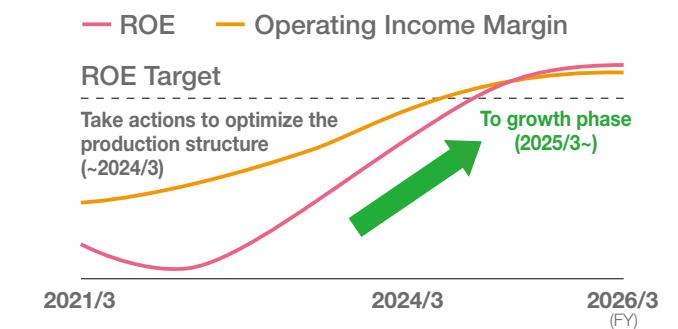 ROE Operating Income Margin
ROE Target
Take actions to optimize the
production structure
(~2024/3)
To growth phase
(2025/3~)
2021/3 2024/3 2026/3
(FY)